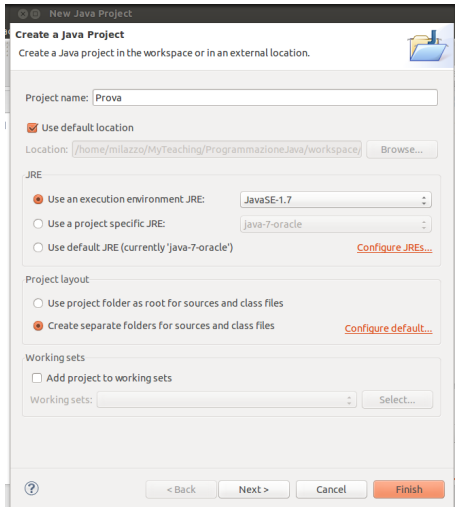 New Java Project
Create a Java Project
Create a Java project in the workspace or in an external location.
Project name: Prova
Use default location
Location: /home/milazzo/MyTeaching/ProgrammazioneJava/workspace/ Browse...
JRE
Use an execution environment JRE: JavaSE-1.7
Use a project specific JRE: java-7-oracle
Use default JRE (currently 'java-7-oracle') Configure JREs...
Project layout
Use project folder as root for sources and class files
Create separate folders for sources and class files Configure default...
Working sets
Add project to working sets
Working sets: Select...
? < Back Next > Cancel Finish